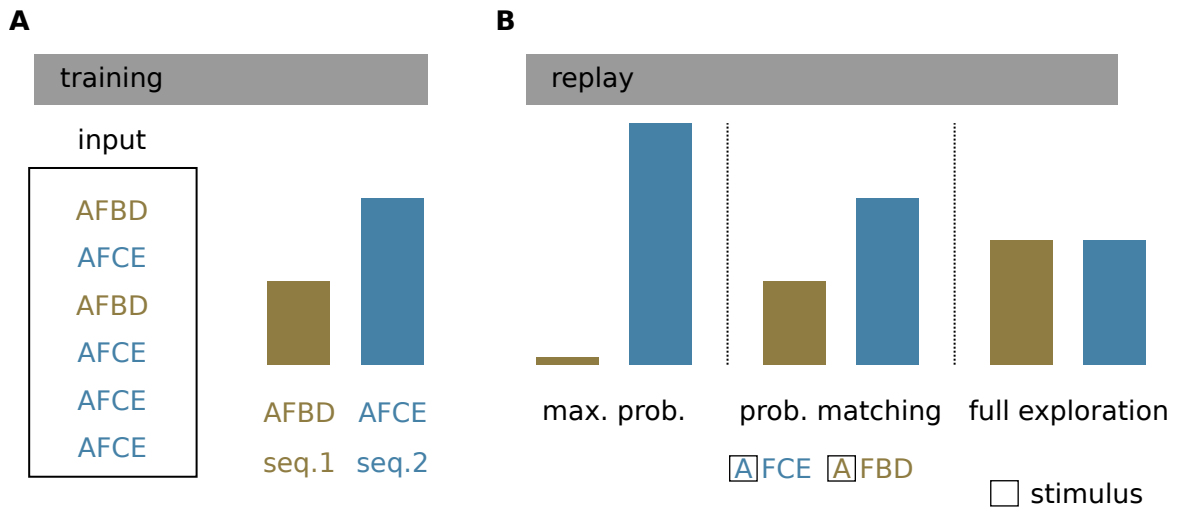 A
training
input
AFBD
AFCE
AFBD
AFCE
AFCE
AFCE
AFBD AFCE
seq.1 seq.2
B
replay
max. prob. prob. matching full exploration
AFCE AFBD
stimulus